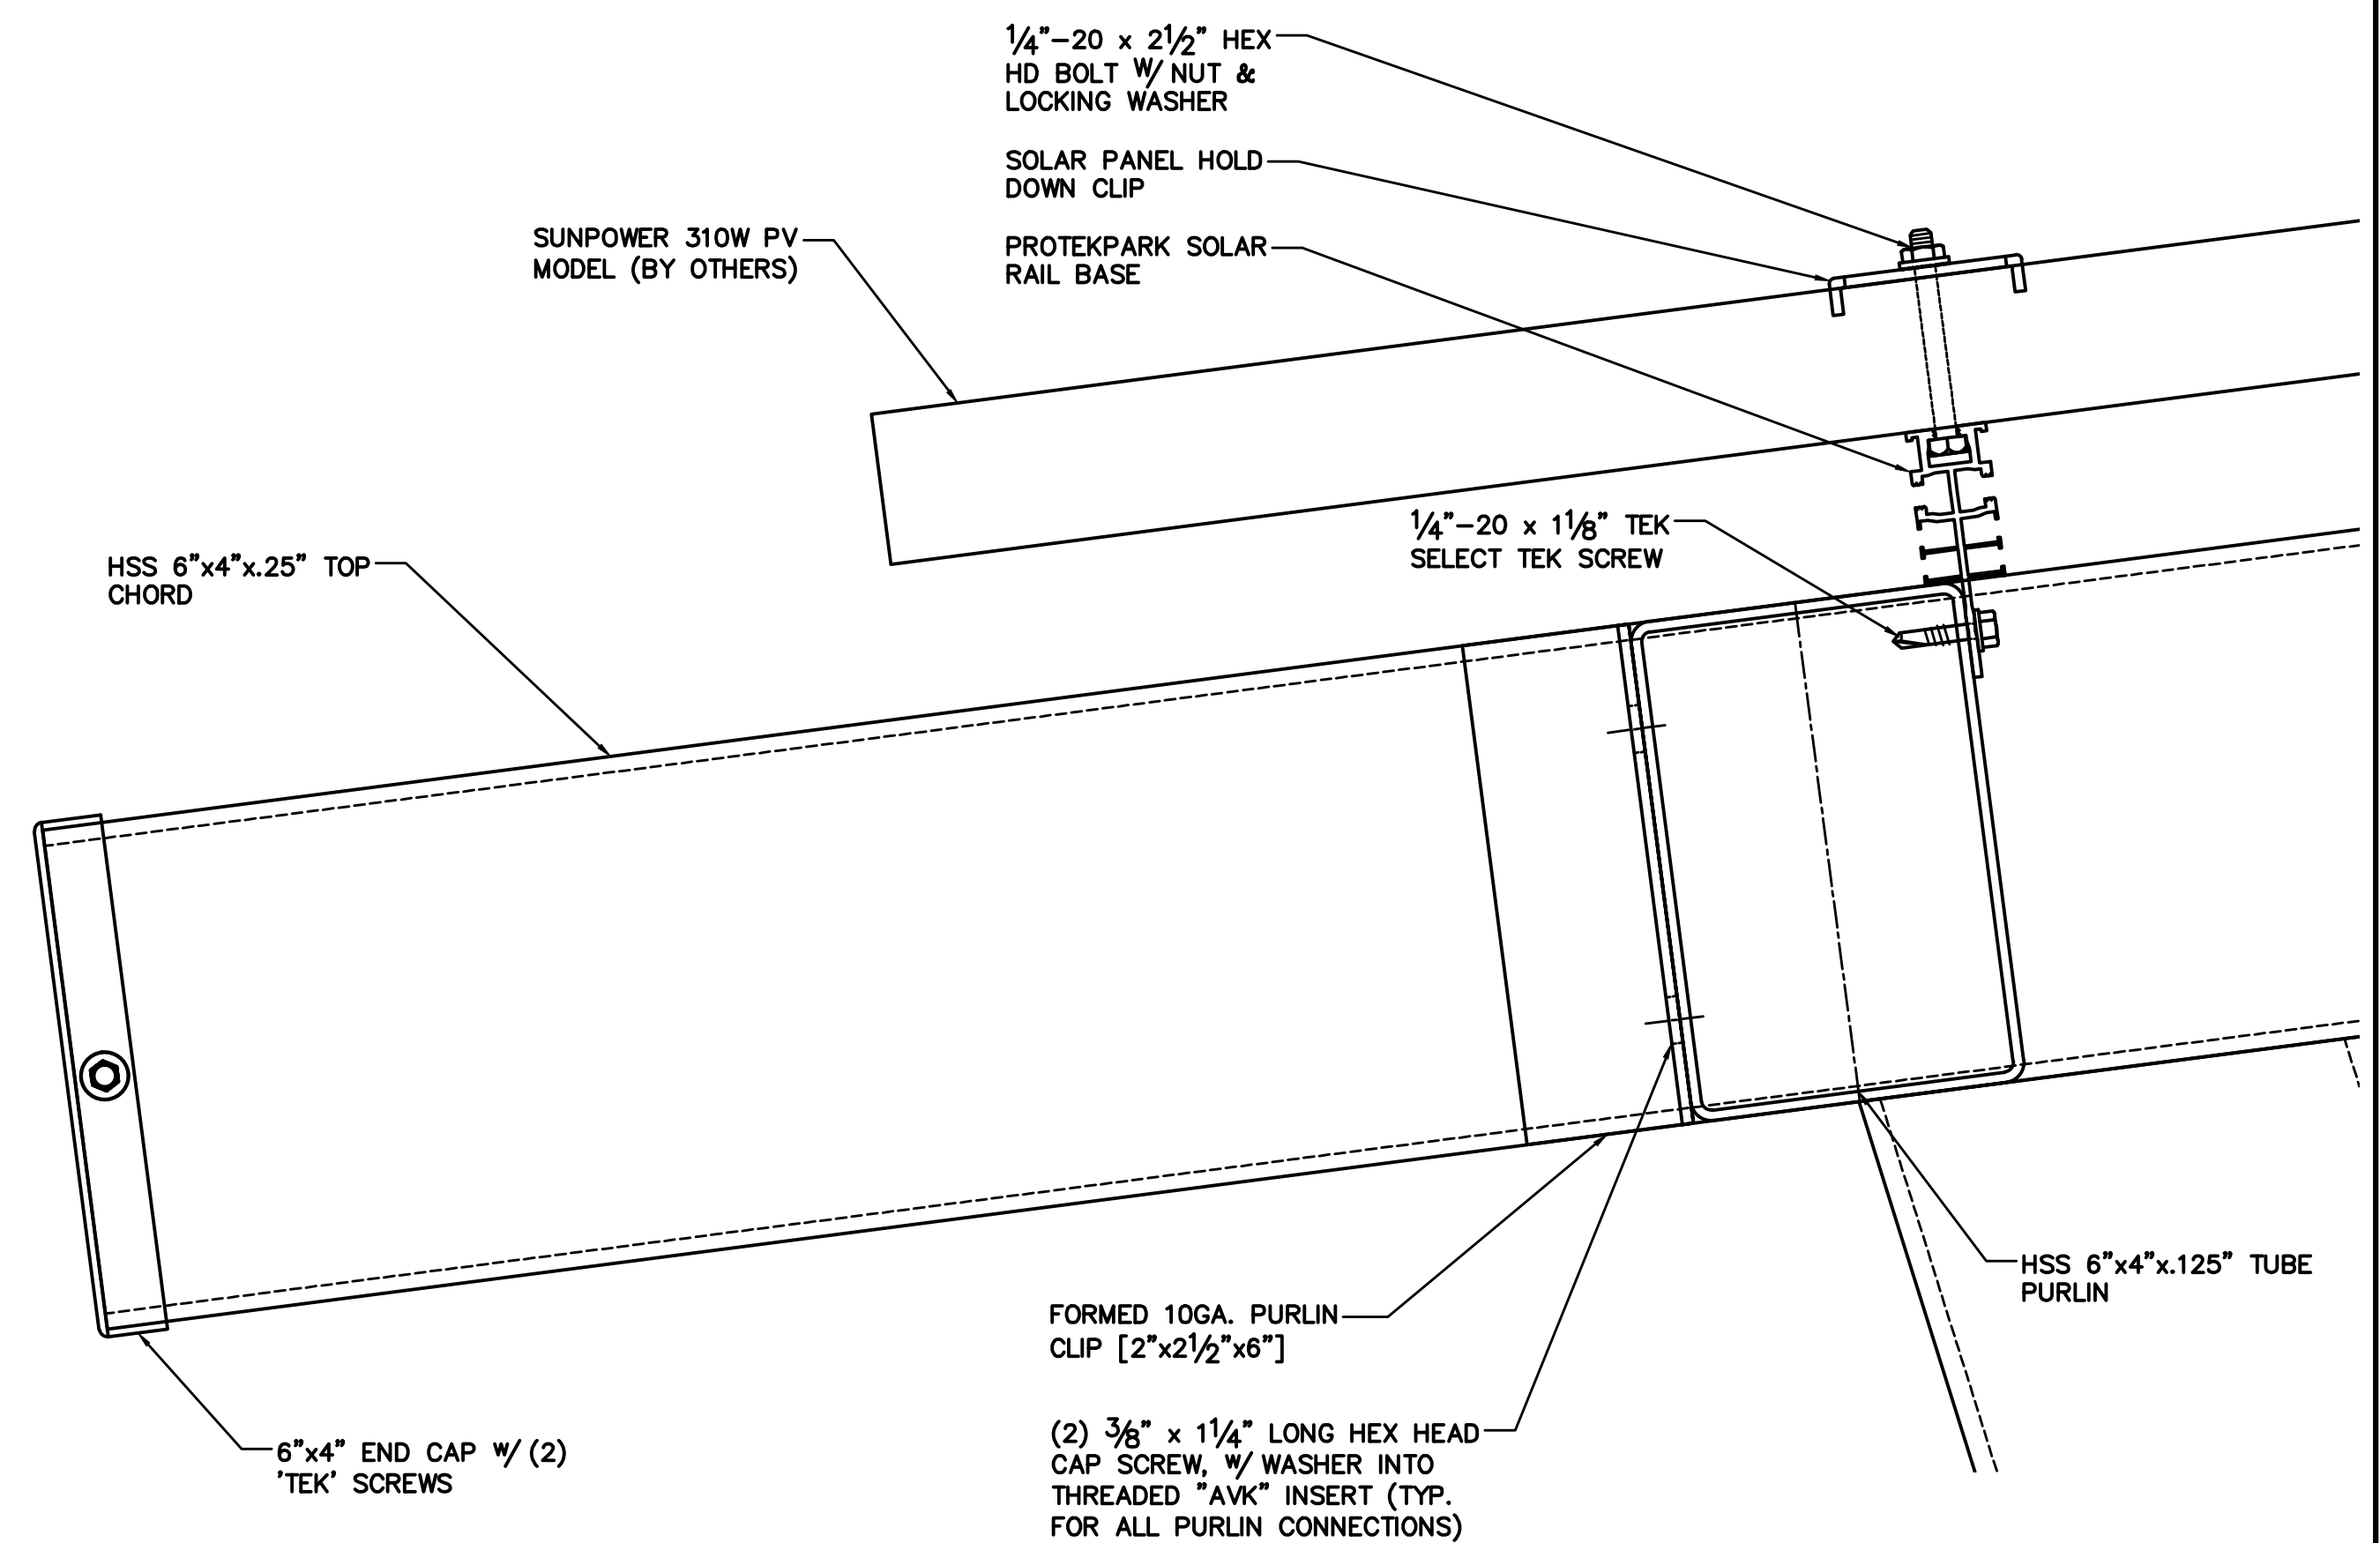 1/4"-20 x 2 1/2" HEX
HD BOLT W/ NUT &
LOCKING WASHER
SOLAR PANEL HOLD
DOWN CLIP
SUNPOWER 310W PV
MODEL (BY OTHERS)
PROTEKPARK SOLAR
RAIL BASE
1/4"-20 x 1 1/8" TEK
SELECT TEK SCREW
HSS 6"x4"x.25" TOP
CHORD
HSS 6"x4"x.125" TUBE
PURLIN
FORMED 10GA. PURLIN
CLIP [2"x2 1/2"x6"]
(2) 3/8" x 1 1/4" LONG HEX HEAD
CAP SCREW, W/ WASHER INTO
THREADED "AVK" INSERT (TYP.
FOR ALL PURLIN CONNECTIONS)
6"x4" END CAP W/ (2)
'TEK' SCREWS